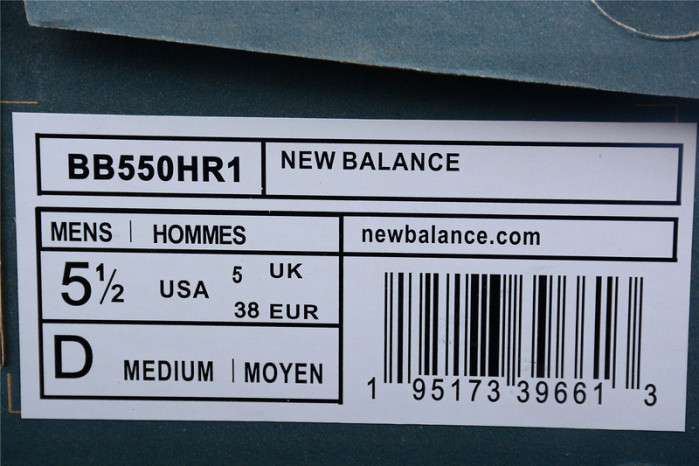 BB550HR1
NEW BALANCE
MENS | HOMMES
newbalance.com
5½ USA 5 UK
38 EUR
D MEDIUM | MOYEN
1 95173 39661 3